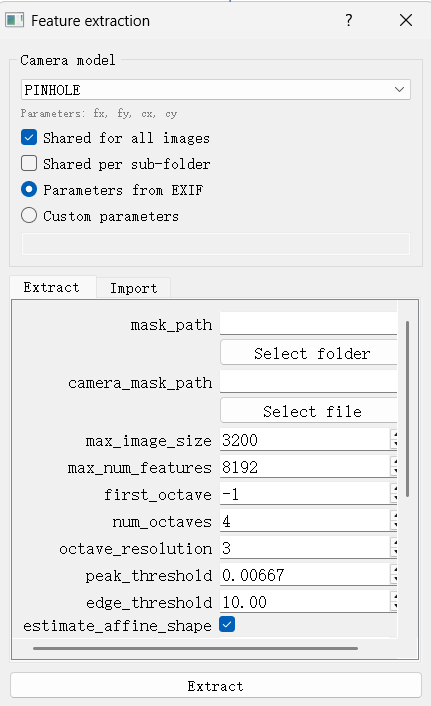 Feature extraction
Camera model
PINHOLE
Parameters: fx, fy, cx, cy
Shared for all images
Shared per sub-folder
Parameters from EXIF
Custom parameters
Extract Import
mask_path
Select folder
camera_mask_path
Select file
max_image_size 3200
max_num_features 8192
first_octave -1
num_octaves 4
octave_resolution 3
peak_threshold 0.00667
edge_threshold 10.00
estimate_affine_shape
Extract